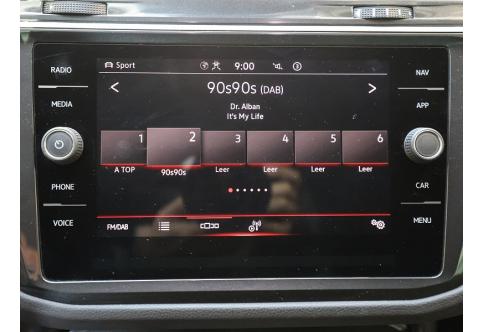 RADIO
MEDIA
PHONE
VOICE
NAV
APP
CAR
MENU
Sport 9:00 3
90s90s (DAB)
Dr. Alban
It's My Life
1 2 3 4 5 6
A TOP 90s90s Leer Leer Leer Leer
FM/DAB